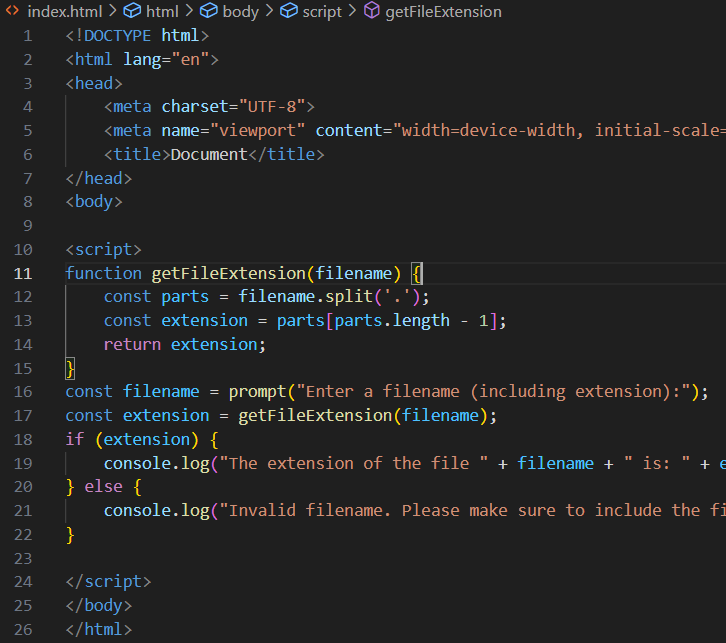 index.html > html > body > script > getFileExtension
1 <!DOCTYPE html>
2 <html lang="en">
3 <head>
4     <meta charset="UTF-8">
5     <meta name="viewport" content="width=device-width, initial-scale=
6     <title>Document</title>
7 </head>
8 <body>
9
10 <script>
11 function getFileExtension(filename) {
12     const parts = filename.split('.');
13     const extension = parts[parts.length - 1];
14     return extension;
15 }
16 const filename = prompt("Enter a filename (including extension):");
17 const extension = getFileExtension(filename);
18 if (extension) {
19     console.log("The extension of the file " + filename + " is: " + e
20 } else {
21     console.log("Invalid filename. Please make sure to include the fi
22 }
23
24 </script>
25 </body>
26 </html>